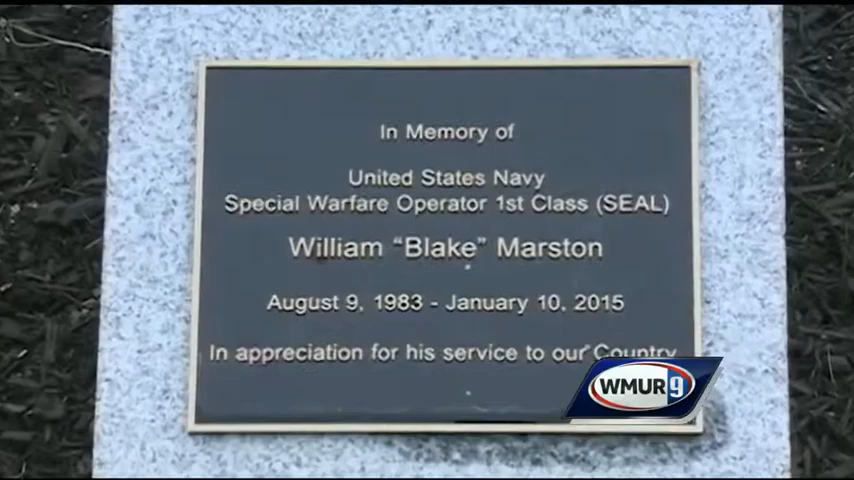 In Memory of
United States Navy
Special Warfare Operator 1st Class (SEAL)
William “Blake” Marston
August 9, 1983 - January 10, 2015
In appreciation for his service to our Country
WMUR 9